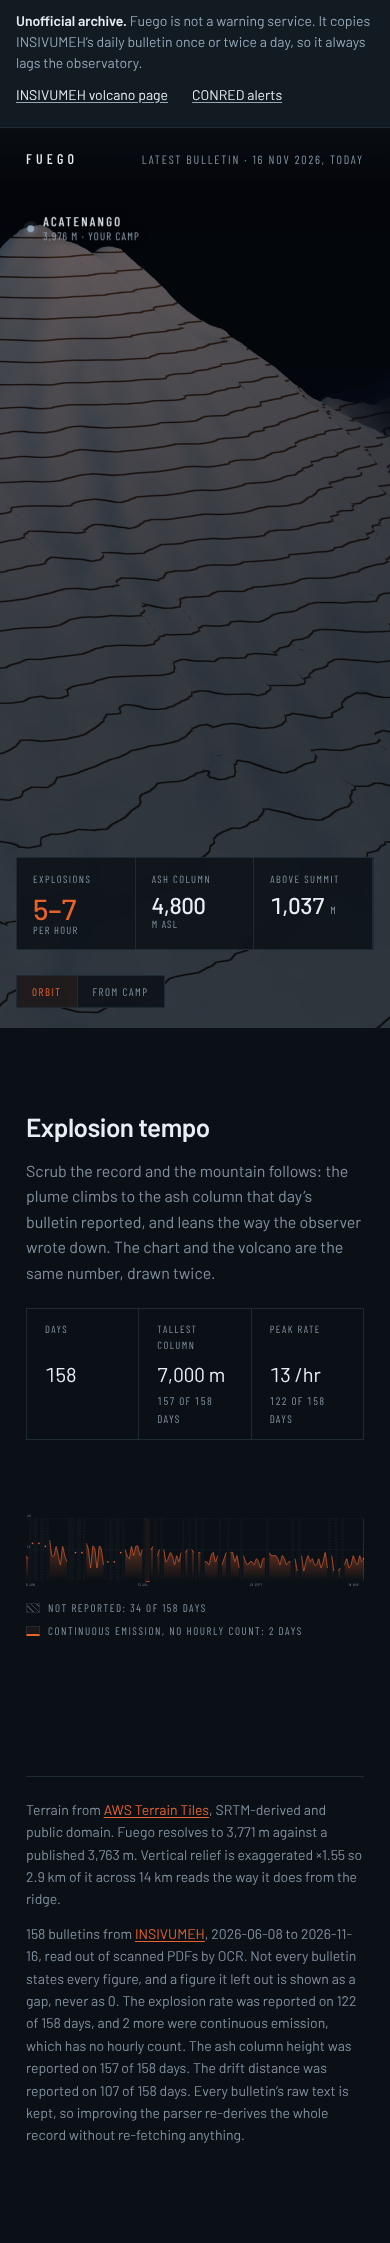 Unofficial archive. Fuego is not a warning service. It copies
INSIVUMEH's daily bulletin once or twice a day, so it always
lags the observatory.
INSIVUMEH volcano page CONRED alerts
FUEGO LATEST BULLETIN · 16 NOV 2026, TODAY
ACATENANGO
3,976 M · YOUR CAMP
EXPLOSIONS ASH COLUMN ABOVE SUMMIT
5–7 4,800 1,037 M
PER HOUR M ASL
ORBIT FROM CAMP
Explosion tempo
Scrub the record and the mountain follows: the
plume climbs to the ash column that day's
bulletin reported, and leans the way the observer
wrote down. The chart and the volcano are the
same number, drawn twice.
DAYS TALLEST PEAK RATE
COLUMN
158 7,000 m 13 /hr
157 OF 158 122 OF 158
DAYS DAYS
NOT REPORTED: 34 OF 158 DAYS
CONTINUOUS EMISSION, NO HOURLY COUNT: 2 DAYS
Terrain from AWS Terrain Tiles, SRTM-derived and
public domain. Fuego resolves to 3,771 m against a
published 3,763 m. Vertical relief is exaggerated ×1.55 so
2.9 km of it across 14 km reads the way it does from the
ridge.
158 bulletins from INSIVUMEH, 2026-06-08 to 2026-11-
16, read out of scanned PDFs by OCR. Not every bulletin
states every figure, and a figure it left out is shown as a
gap, never as 0. The explosion rate was reported on 122
of 158 days, and 2 more were continuous emission,
which has no hourly count. The ash column height was
reported on 157 of 158 days. The drift distance was
reported on 107 of 158 days. Every bulletin's raw text is
kept, so improving the parser re-derives the whole
record without re-fetching anything.